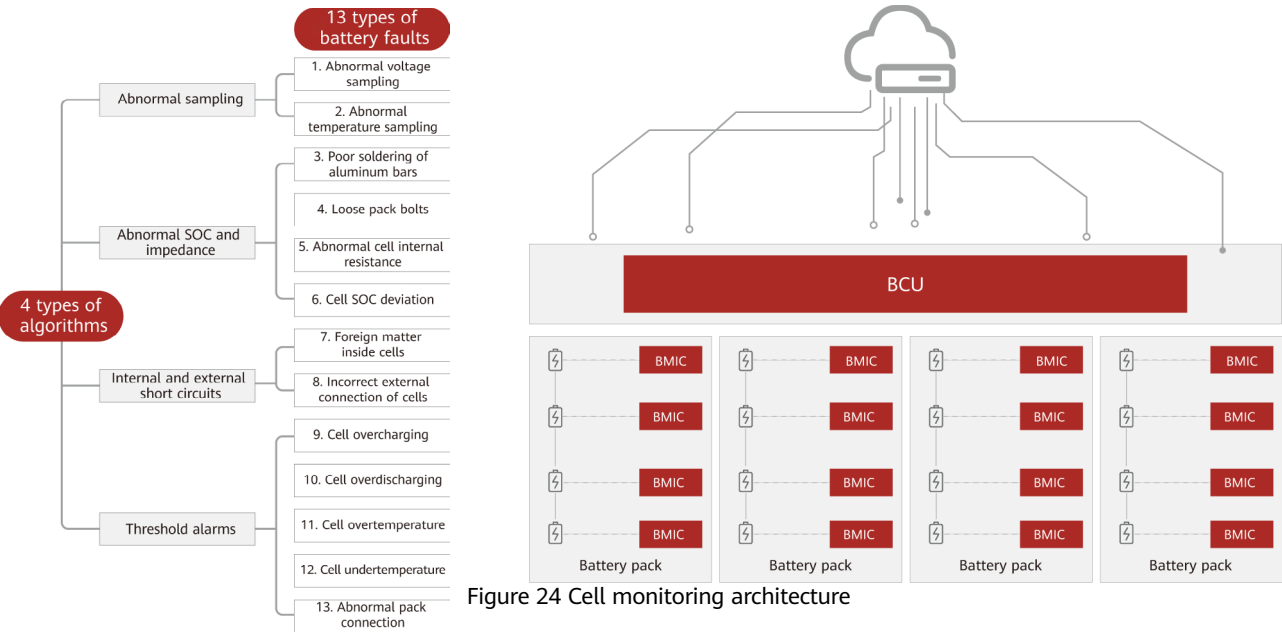 13 types of
battery faults
1. Abnormal voltage
sampling
Abnormal sampling
2. Abnormal
temperature sampling
3. Poor soldering of
aluminum bars
4. Loose pack bolts
Abnormal SOC and
impedance
5. Abnormal cell internal
resistance
6. Cell SOC deviation
4 types of
algorithms
7. Foreign matter
inside cells
Internal and external
short circuits
8. Incorrect external
connection of cells
9. Cell overcharging
10. Cell overdischarging
Threshold alarms
11. Cell overtemperature
12. Cell undertemperature
13. Abnormal pack
connection
BCU
BMIC
BMIC
BMIC
BMIC
Battery pack
BMIC
BMIC
BMIC
BMIC
Battery pack
BMIC
BMIC
BMIC
BMIC
Battery pack
BMIC
BMIC
BMIC
BMIC
Battery pack
Figure 24 Cell monitoring architecture